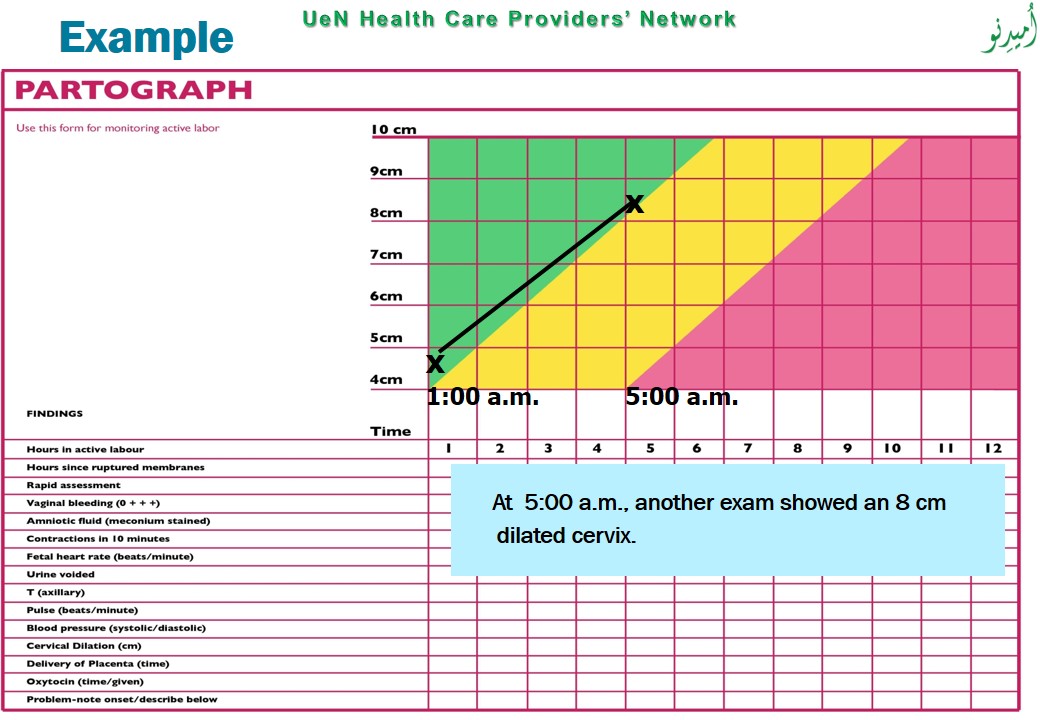 UeN Health Care Providers’ Network
Example
اُمیدِنو
PARTOGRAPH
Use this form for monitoring active labor
10 cm
9cm
8cm
7cm
6cm
5cm
4cm
X
X
1:00 a.m. 5:00 a.m.
FINDINGS
Time
Hours in active labour 1 2 3 4 5 6 7 8 9 10 11 12
Hours since ruptured membranes
Rapid assessment
Vaginal bleeding (0 + + +)
Amniotic fluid (meconium stained)
Contractions in 10 minutes
Fetal heart rate (beats/minute)
Urine voided
T (axillary)
Pulse (beats/minute)
Blood pressure (systolic/diastolic)
Cervical Dilation (cm)
Delivery of Placenta (time)
Oxytocin (time/given)
Problem-note onset/describe below
At 5:00 a.m., another exam showed an 8 cm
dilated cervix.